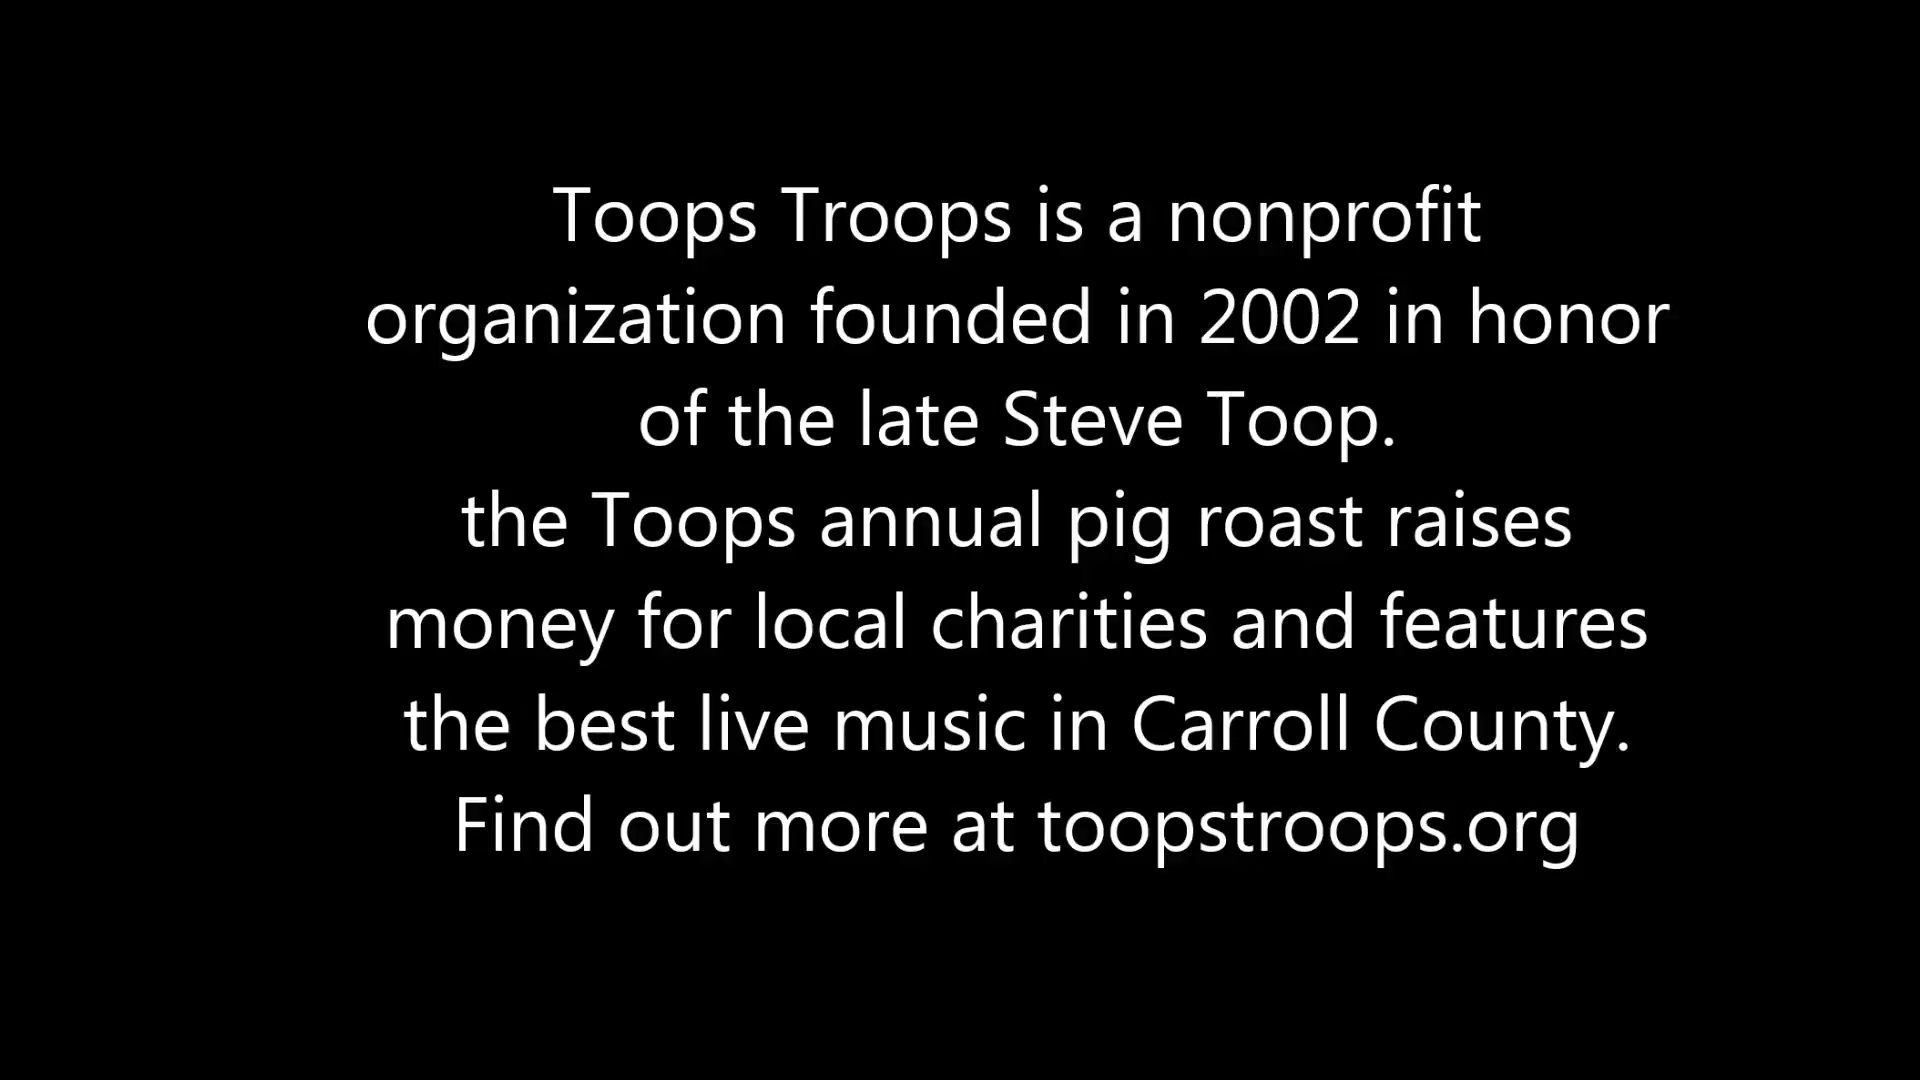 Toops Troops is a nonprofit
organization founded in 2002 in honor
of the late Steve Toop.
the Toops annual pig roast raises
money for local charities and features
the best live music in Carroll County.
Find out more at toopstroops.org